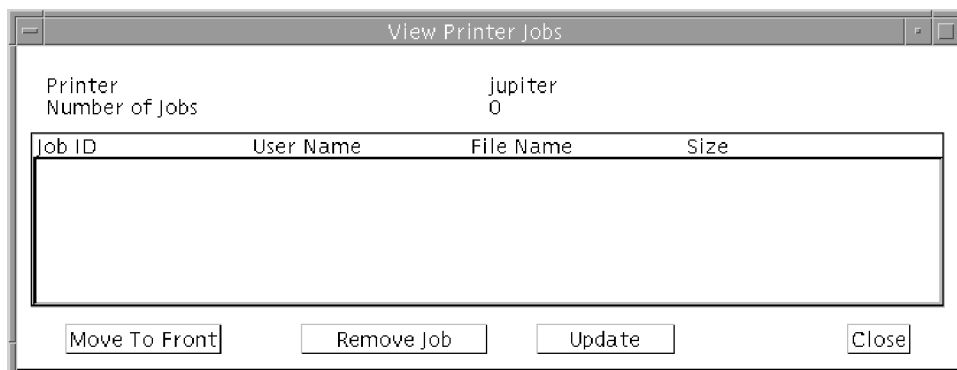 View Printer Jobs
Printer jupiter
Number of Jobs 0
Job ID User Name File Name Size
Move To Front Remove Job Update Close